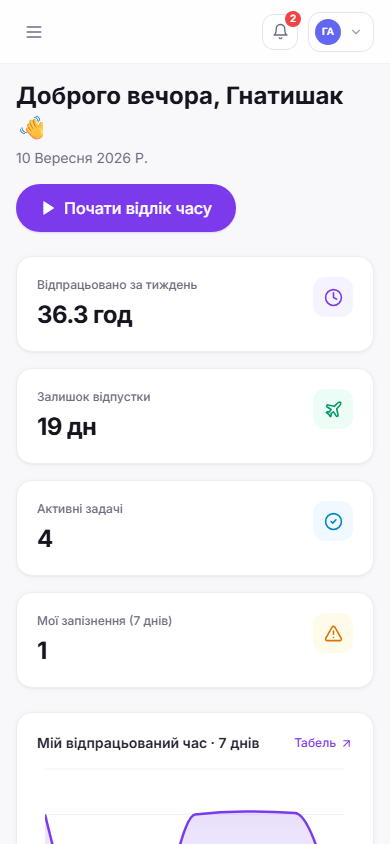 2
ГА
Доброго вечора, Гнатишак
👋
10 Вересня 2026 Р.
Почати відлік часу
Відпрацьовано за тиждень
36.3 год
Залишок відпустки
19 дн
Активні задачі
4
Мої запізнення (7 днів)
1
Мій відпрацьований час · 7 днів
Табель